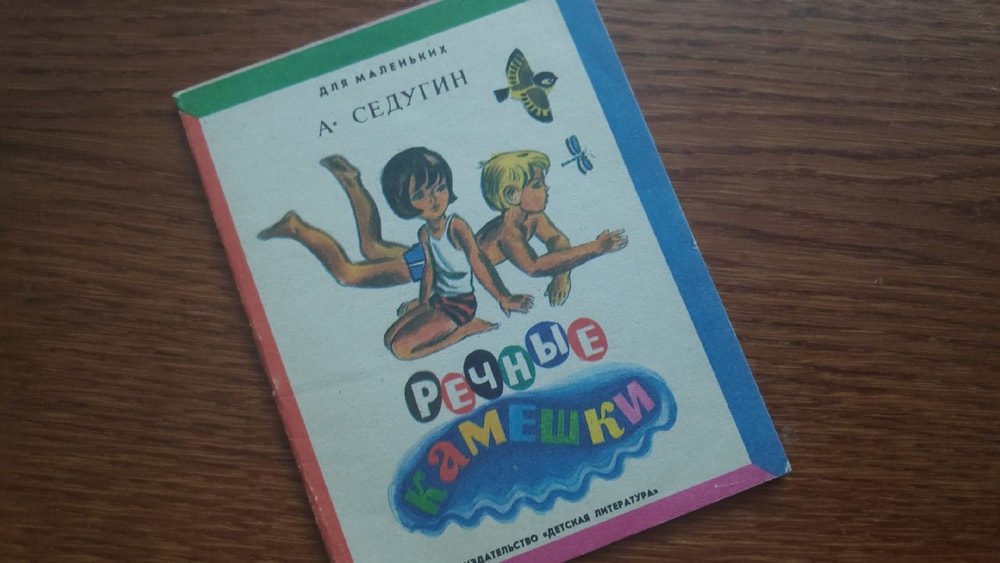 ДЛЯ МАЛЕНЬКИХ
А. СЕДУГИН
РЕЧНЫЕ
КАМЕШКИ
ИЗДАТЕЛЬСТВО «ДЕТСКАЯ ЛИТЕРАТУРА»